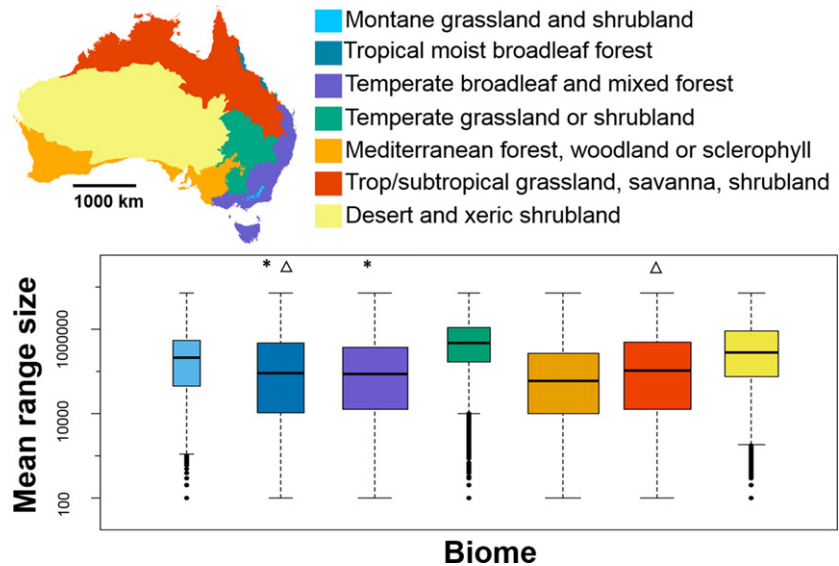 Montane grassland and shrubland
Tropical moist broadleaf forest
Temperate broadleaf and mixed forest
Temperate grassland or shrubland
Mediterranean forest, woodland or sclerophyll
Trop/subtropical grassland, savanna, shrubland
Desert and xeric shrubland
1000 km
* △
*
△
Mean range size
1000000
10000
100
Biome